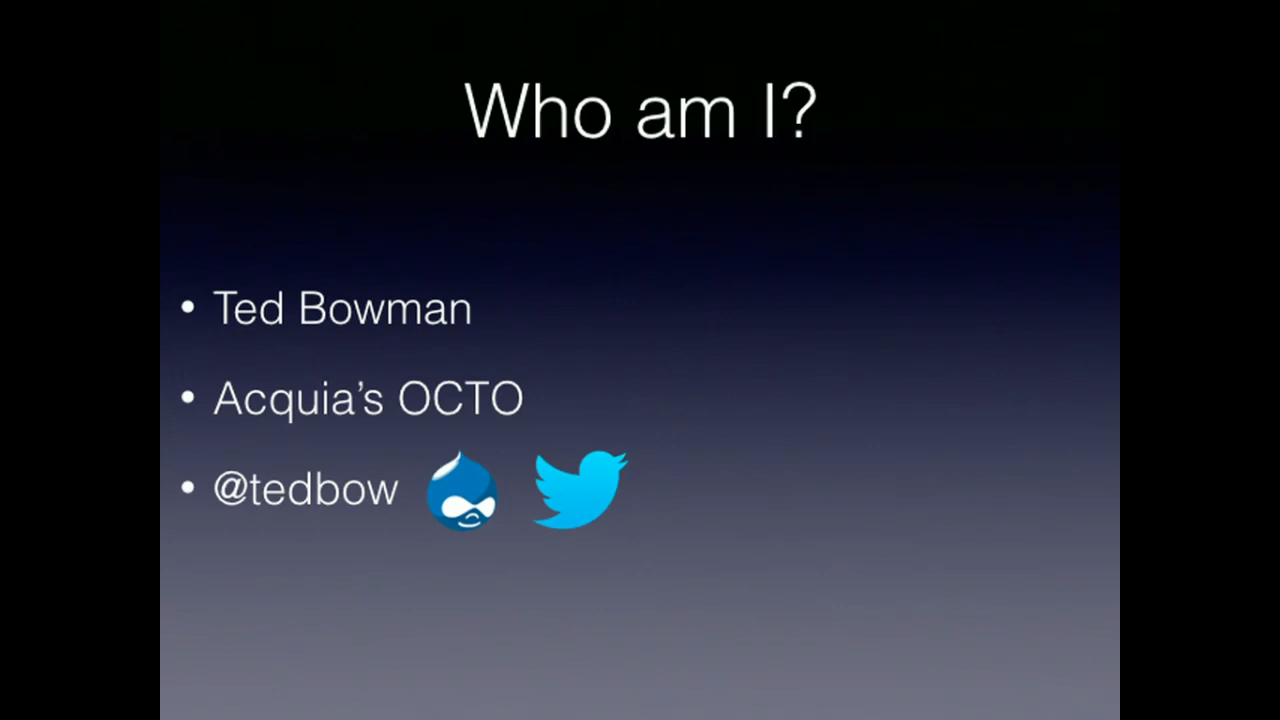 Who am I?
• Ted Bowman
• Acquia’s OCTO
• @tedbow